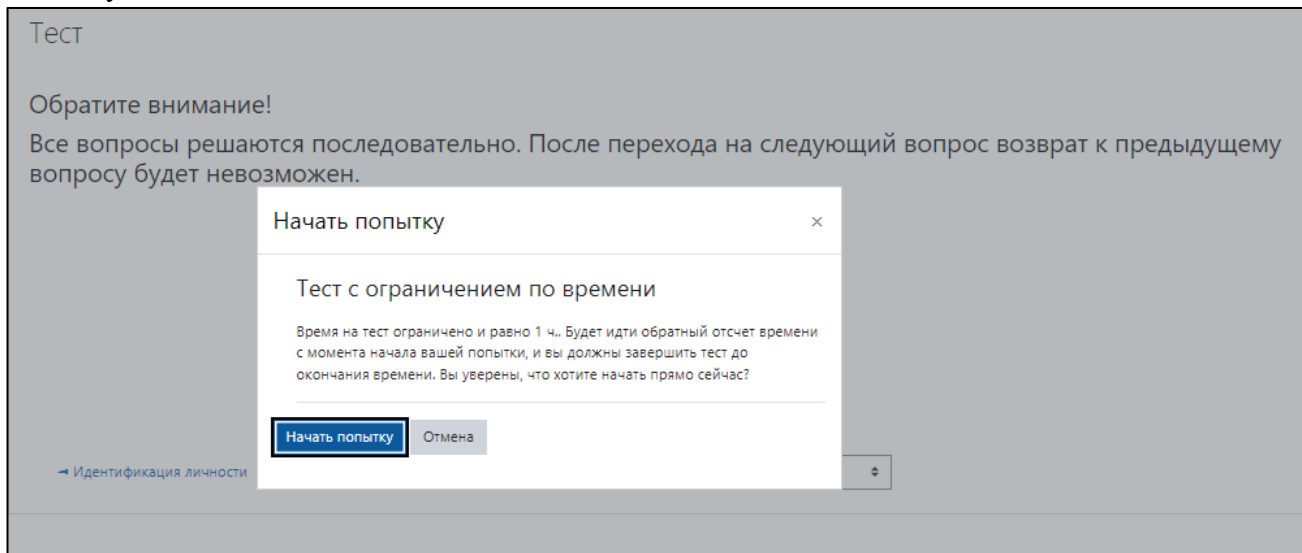 Тест
Обратите внимание!
Все вопросы решаются последовательно. После перехода на следующий вопрос возврат к предыдущему
вопросу будет невозможен.
Начать попытку ×
Тест с ограничением по времени
Время на тест ограничено и равно 1 ч.. Будет идти обратный отсчет времени
с момента начала вашей попытки, и вы должны завершить тест до
окончания времени. Вы уверены, что хотите начать прямо сейчас?
Начать попытку Отмена
Идентификация личности